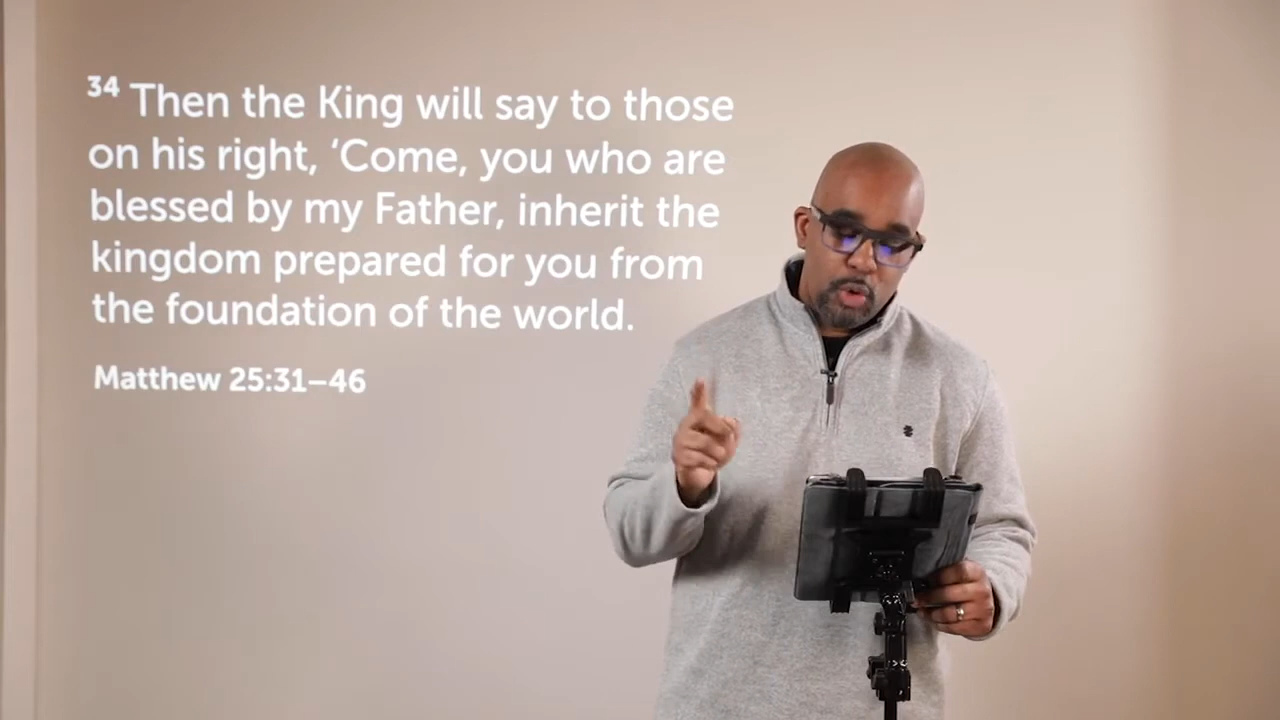 34 Then the King will say to those
on his right, ‘Come, you who are
blessed by my Father, inherit the
kingdom prepared for you from
the foundation of the world.
Matthew 25:31–46